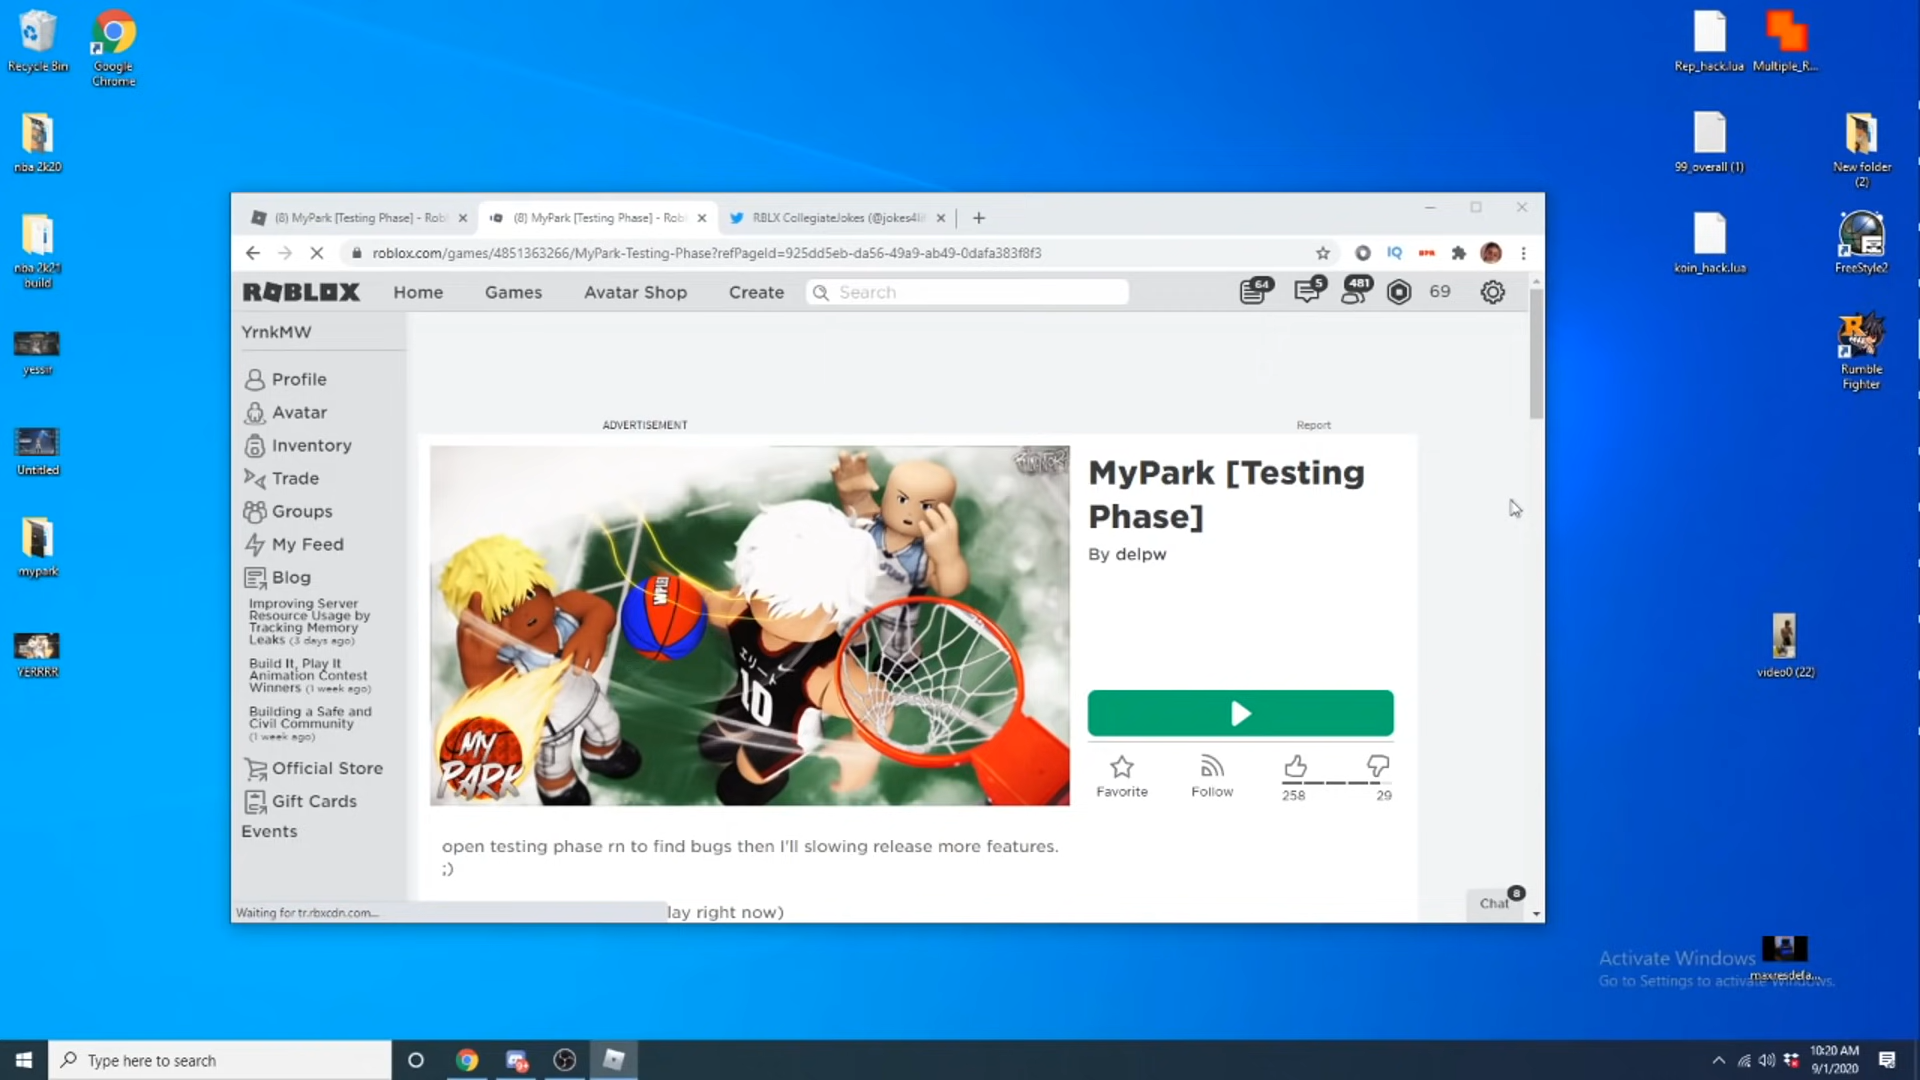 Recycle Bin
Google
Chrome
nba 2k20
nba 2k21
build
yessir
Untitled
mypark
YERRRR
Rep_hack.lua
Multiple_R...
99_overall (1)
New folder
(2)
koin_hack.lua
FreeStyle2
Rumble
Fighter
video0 (22)
maxresdefa...
(8) MyPark [Testing Phase] - Rob
(8) MyPark [Testing Phase] - Rob
RBLX CollegiateJokes (@jokes4li
roblox.com/games/4851363266/MyPark-Testing-Phase?refPageId=925dd5eb-da56-49a9-ab49-0dafa383f8f3
IQ
ROBLOX
Home
Games
Avatar Shop
Create
Search
64
5
481
69
YrnkMW
Profile
Avatar
Inventory
Trade
Groups
My Feed
Blog
Improving Server
Resource Usage by
Tracking Memory
Leaks (3 days ago)
Build It, Play It
Animation Contest
Winners (1 week ago)
Building a Safe and
Civil Community
(1 week ago)
Official Store
Gift Cards
Events
ADVERTISEMENT
Report
エリート
10
MY
PARK
MyPark [Testing
Phase]
By delpw
Favorite
Follow
258
29
open testing phase rn to find bugs then I'll slowing release more features.
;)
lay right now)
Waiting for tr.rbxcdn.com...
Chat
8
Activate Windows
Go to Settings to activate Windows.
Type here to search
10:20 AM
9/1/2020